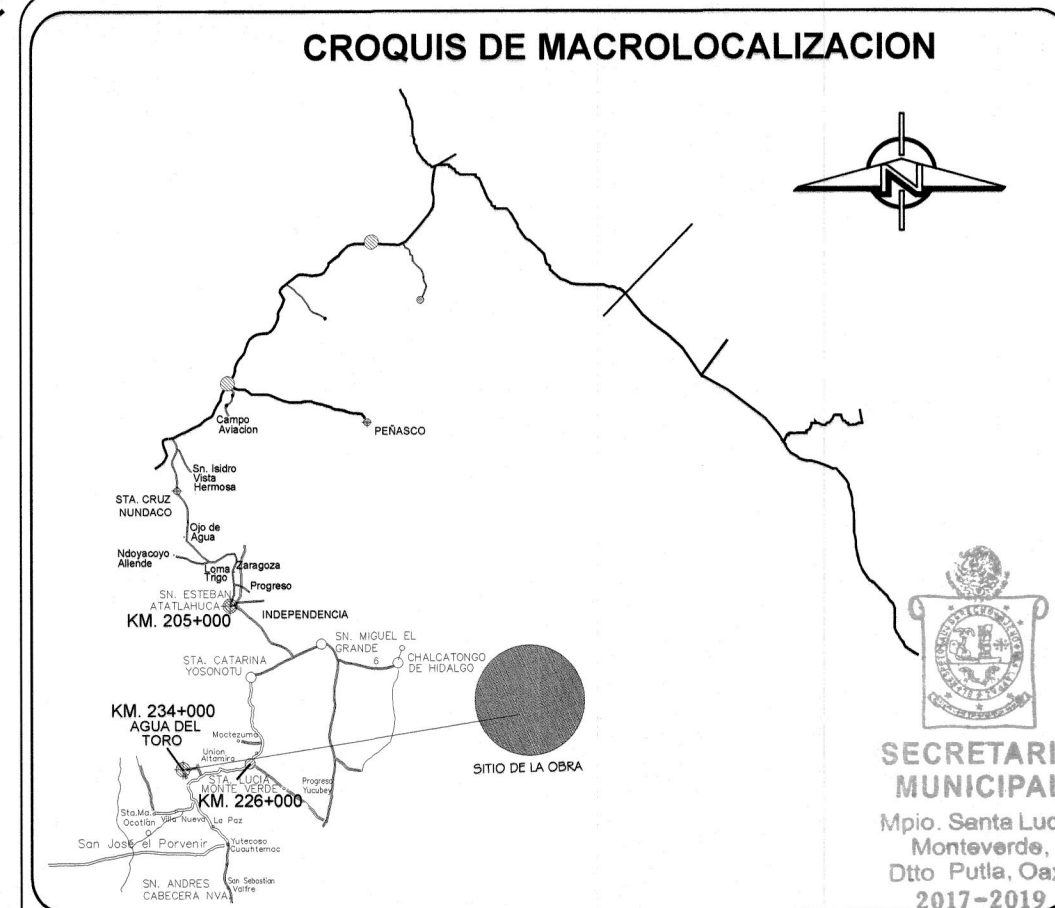 CROQUIS DE MACROLOCALIZACION
N
Campo
Aviacion
PEÑASCO
Sn. Isidro
Vista
Hermosa
STA. CRUZ
NUNDACO
Ojo de
Agua
Ndoyacoyo
Allende
Loma
Trigo
Zaragoza
Progreso
SN. ESTEBAN
ATATLAHUCA
KM. 205+000
INDEPENDENCIA
SN. MIGUEL EL
GRANDE
6
CHALCATONGO
DE HIDALGO
STA. CATARINA
YOSONOTU
KM. 234+000
AGUA DEL
TORO
Moctezuma
Union
Altamira
STA. LUCIA
MONTE VERDE
KM. 226+000
Progreso
Yucubey
SITIO DE LA OBRA
Sta.Ma.
Ocotlán
Villa Nueva
La Paz
San José el Porvenir
Yutecoso
Cuauhtemoc
SN. ANDRES
CABECERA NVA.
San Sebastian
Valfre
SECRETARI
MUNICIPAL
Mpio. Santa Luc
Monteverde,
Dtto Putla, Oax
2017-2019